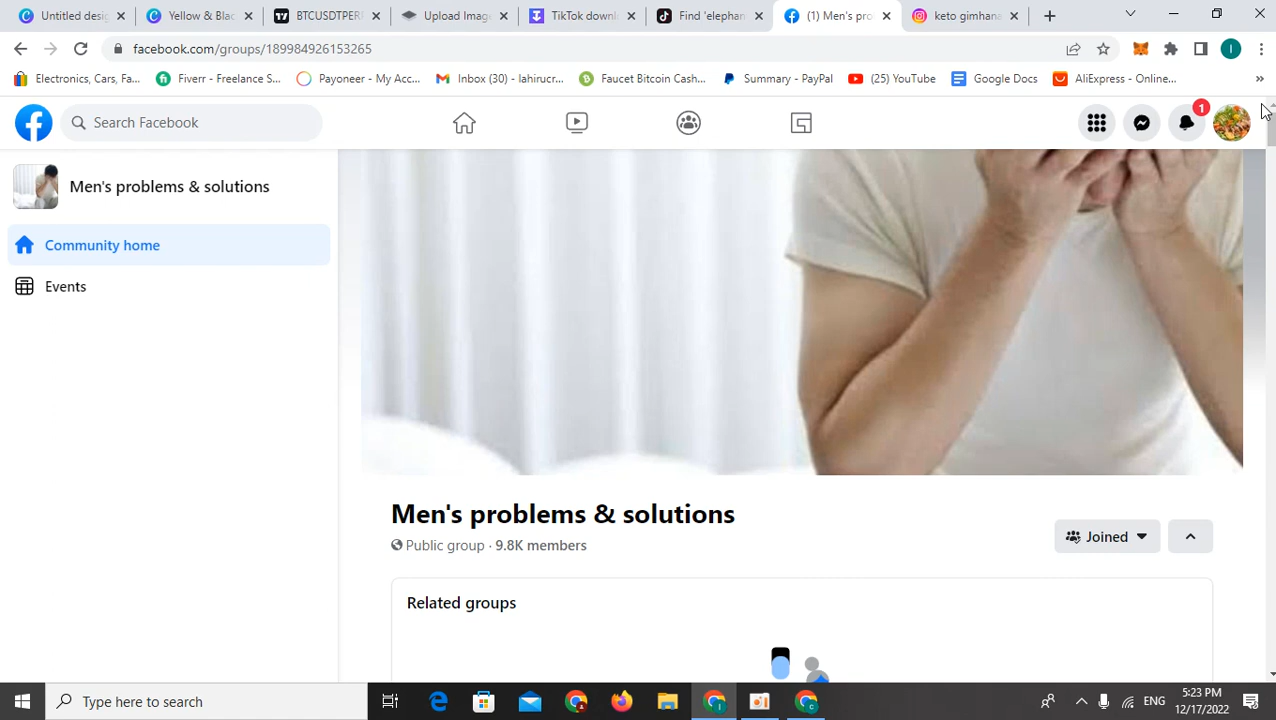 Untitled desig
Yellow & B
BTCUSDTPER
Upload Imag
TikTok downl
Find 'elephan
(1) Men's pro
keto gimhana
facebook.com/groups/189984926153265
Electronics, Cars, Fa...
Fiverr - Freelance S...
Payoneer - My Acc...
Inbox (30) - lahirucr...
Faucet Bitcoin Cash...
Summary - PayPal
(25) YouTube
Google Docs
AliExpress - Online...
Search Facebook
1
Men's problems & solutions
Community home
Events
Men's problems & solutions
Public group · 9.8K members
Joined
Related groups
Type here to search
ENG
5:23 PM
12/17/2022